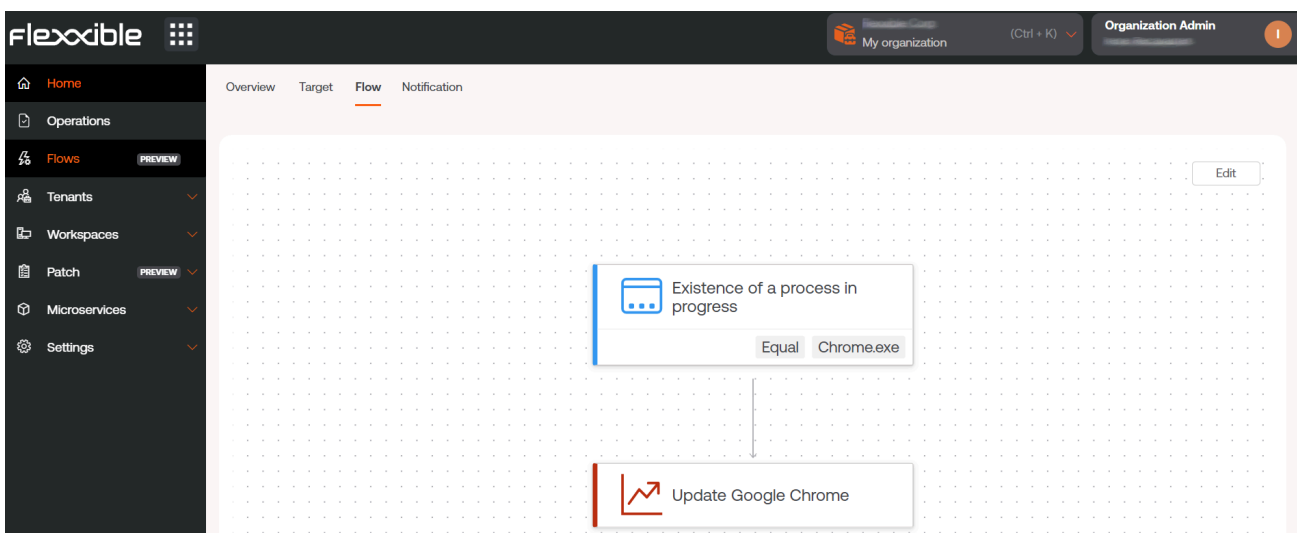 Flexxible
My organization
(Ctrl + K)
Organization Admin
I
Home
Overview Target Flow Notification
Operations
Flows PREVIEW
Edit
Tenants
Workspaces
Patch PREVIEW
Microservices
Settings
Existence of a process in
progress
Equal Chrome.exe
Update Google Chrome